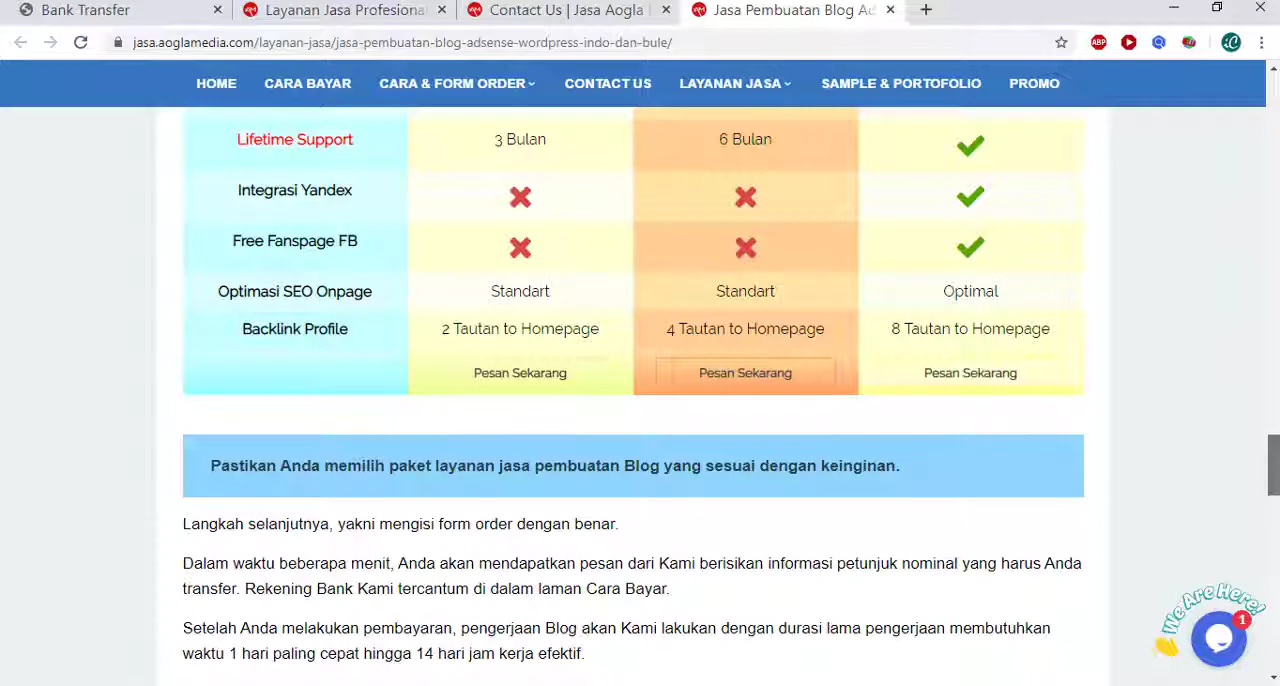 Bank Transfer
Layanan Jasa Profesional
Contact Us | Jasa Aogla
Jasa Pembuatan Blog Ad
jasa.aoglamedia.com/layanan-jasa/jasa-pembuatan-blog-adsense-wordpress-indo-dan-bule/
ABP
HOME CARA BAYAR CARA & FORM ORDER CONTACT US LAYANAN JASA SAMPLE & PORTOFOLIO PROMO
Lifetime Support 3 Bulan 6 Bulan
Integrasi Yandex
Free Fanspage FB
Optimasi SEO Onpage Standart Standart Optimal
Backlink Profile 2 Tautan to Homepage 4 Tautan to Homepage 8 Tautan to Homepage
Pesan Sekarang Pesan Sekarang Pesan Sekarang
Pastikan Anda memilih paket layanan jasa pembuatan Blog yang sesuai dengan keinginan.
Langkah selanjutnya, yakni mengisi form order dengan benar.
Dalam waktu beberapa menit, Anda akan mendapatkan pesan dari Kami berisikan informasi petunjuk nominal yang harus Anda
transfer. Rekening Bank Kami tercantum di dalam laman Cara Bayar.
Setelah Anda melakukan pembayaran, pengerjaan Blog akan Kami lakukan dengan durasi lama pengerjaan membutuhkan
waktu 1 hari paling cepat hingga 14 hari jam kerja efektif.
We Are Here!
1